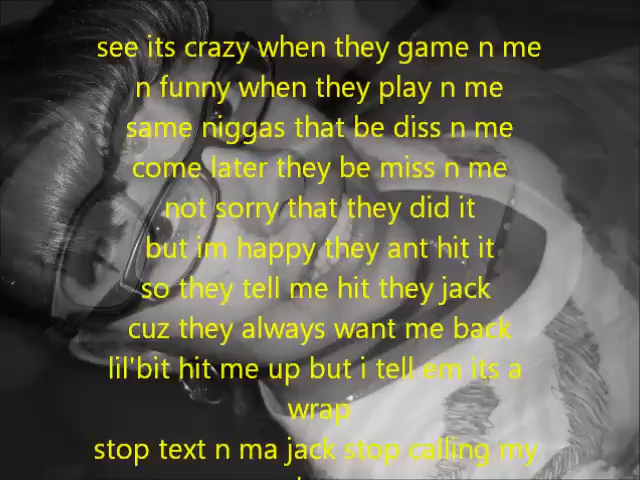 see its crazy when they game n me
n funny when they play n me
same niggas that be diss n me
come later they be miss n me
not sorry that they did it
but im happy they ant hit it
so they tell me hit they jack
cuz they always want me back
lil'bit hit me up but i tell em its a
wrap
stop text n ma jack stop calling my